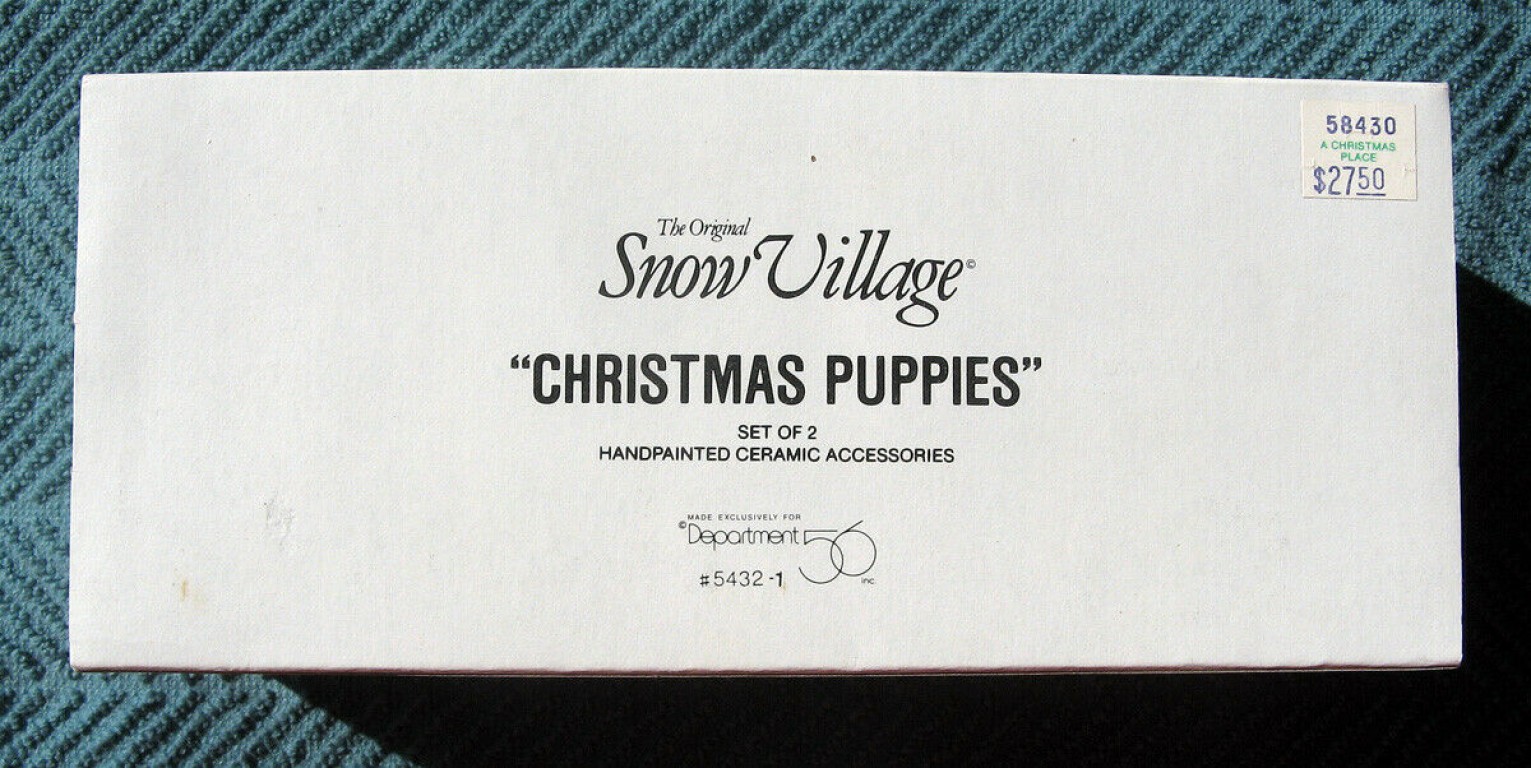 58430
A CHRISTMAS
PLACE
$2750
The Original
Snow Village©
“CHRISTMAS PUPPIES”
SET OF 2
HANDPAINTED CERAMIC ACCESSORIES
MADE EXCLUSIVELY FOR
©Department 56 inc.
#5432-1